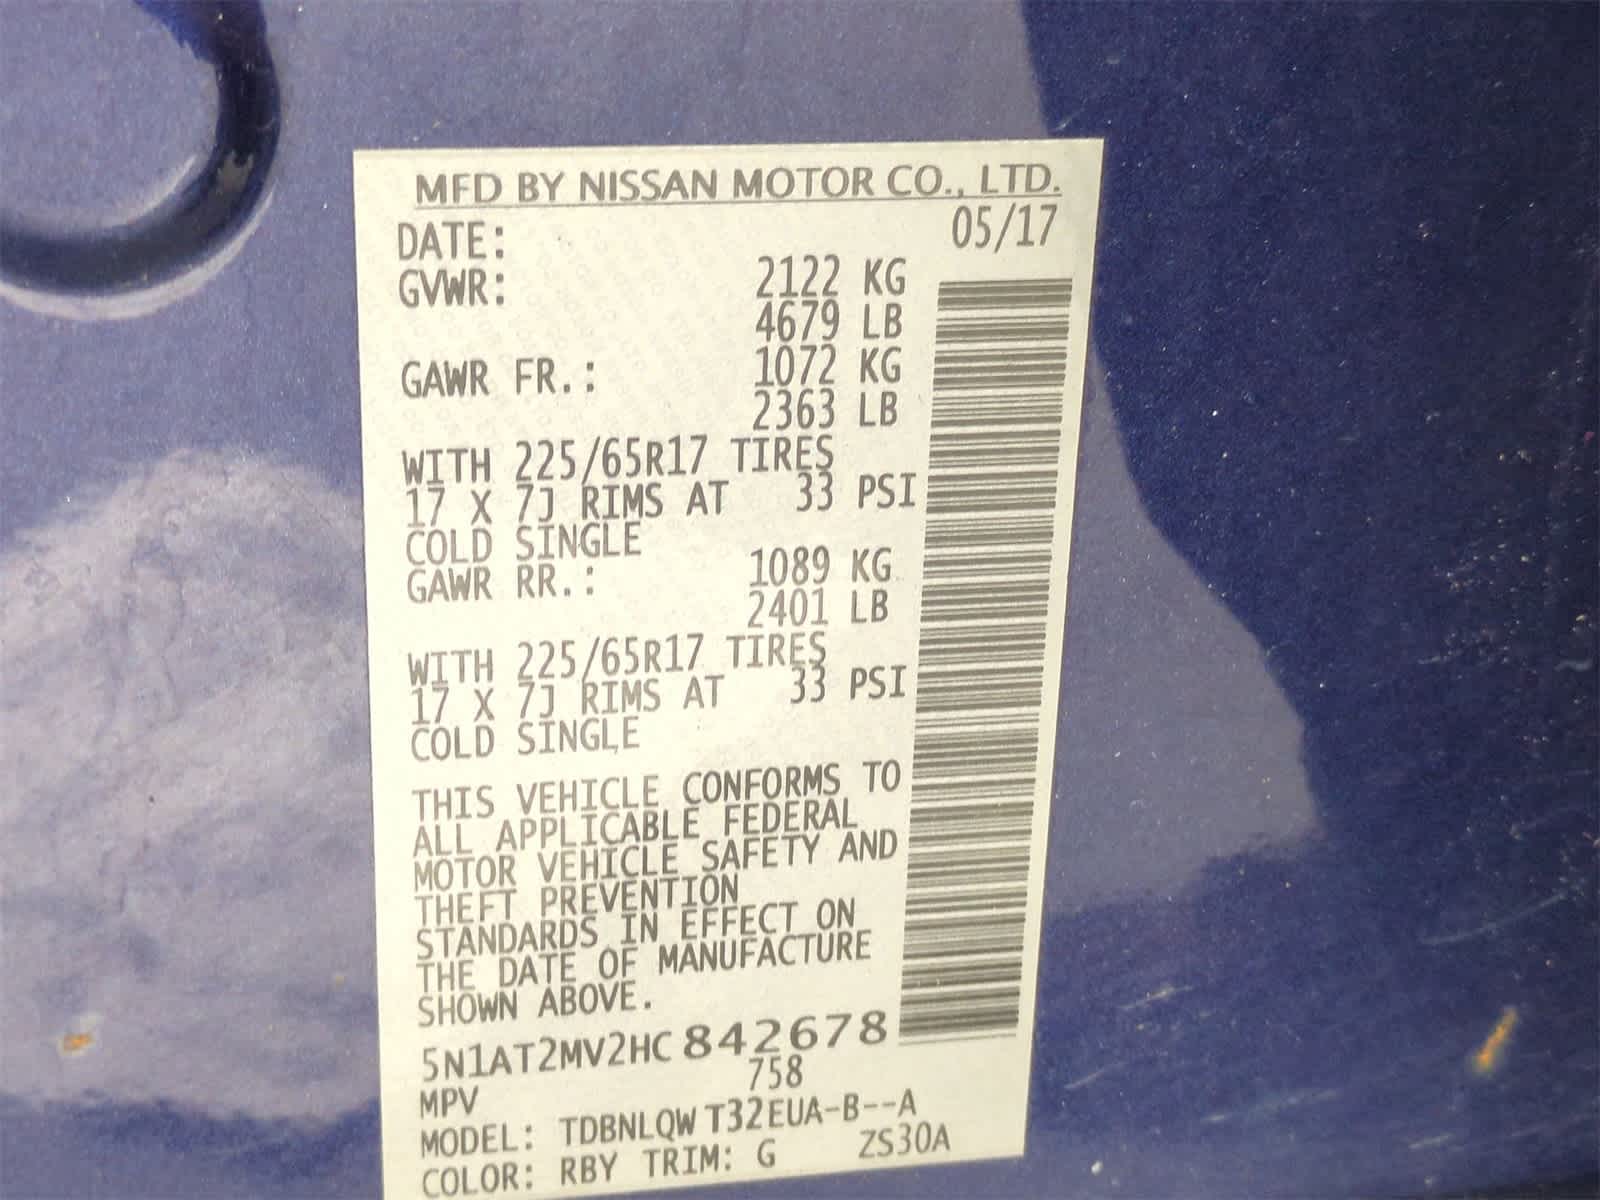 MFD BY NISSAN MOTOR CO., LTD.
DATE: 05/17
GVWR: 2122 KG
4679 LB
GAWR FR.: 1072 KG
2363 LB
WITH 225/65R17 TIRES
17 X 7J RIMS AT 33 PSI
COLD SINGLE
GAWR RR.: 1089 KG
2401 LB
WITH 225/65R17 TIRES
17 X 7J RIMS AT 33 PSI
COLD SINGLE
THIS VEHICLE CONFORMS TO
ALL APPLICABLE FEDERAL
MOTOR VEHICLE SAFETY AND
THEFT PREVENTION
STANDARDS IN EFFECT ON
THE DATE OF MANUFACTURE
SHOWN ABOVE.
5N1AT2MV2HC842678
MPV 758
MODEL: TDBNLQW T32EUA-B--A
COLOR: RBY TRIM: G ZS30A